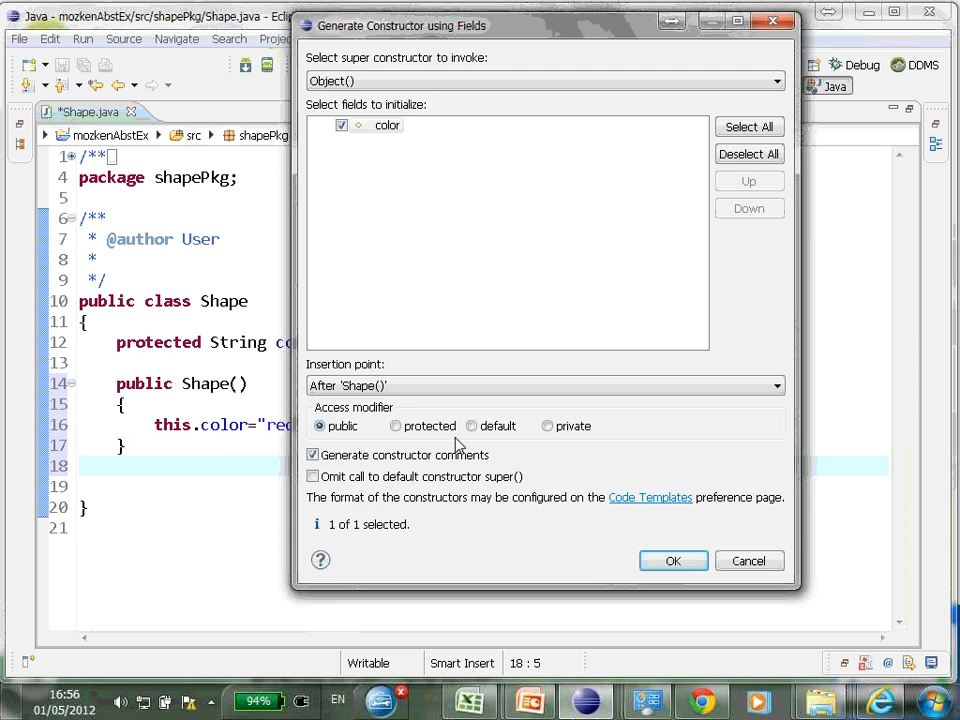 Java - mozkenAbstEx/src/shapePkg/Shape.java - Ecli
Generate Constructor using Fields
File Edit Run Source Navigate Search Projec
Select super constructor to invoke:
Object()
Debug DDMS
Java
Select fields to initialize:
*Shape.java
color
Select All
Deselect All
Up
Down
mozkenAbstEx src shapePkg
1 /**
4 package shapePkg;
5
6 /**
7 * @author User
8 *
9 */
10 public class Shape
11 {
12 protected String co
13
14 public Shape()
15 {
16 this.color="red
17 }
18
19
20 }
21
Insertion point:
After 'Shape()'
Access modifier
public protected default private
Generate constructor comments
Omit call to default constructor super()
The format of the constructors may be configured on the Code Templates preference page.
i 1 of 1 selected.
? OK Cancel
Writable Smart Insert 18 : 5
16:56
01/05/2012
94% EN